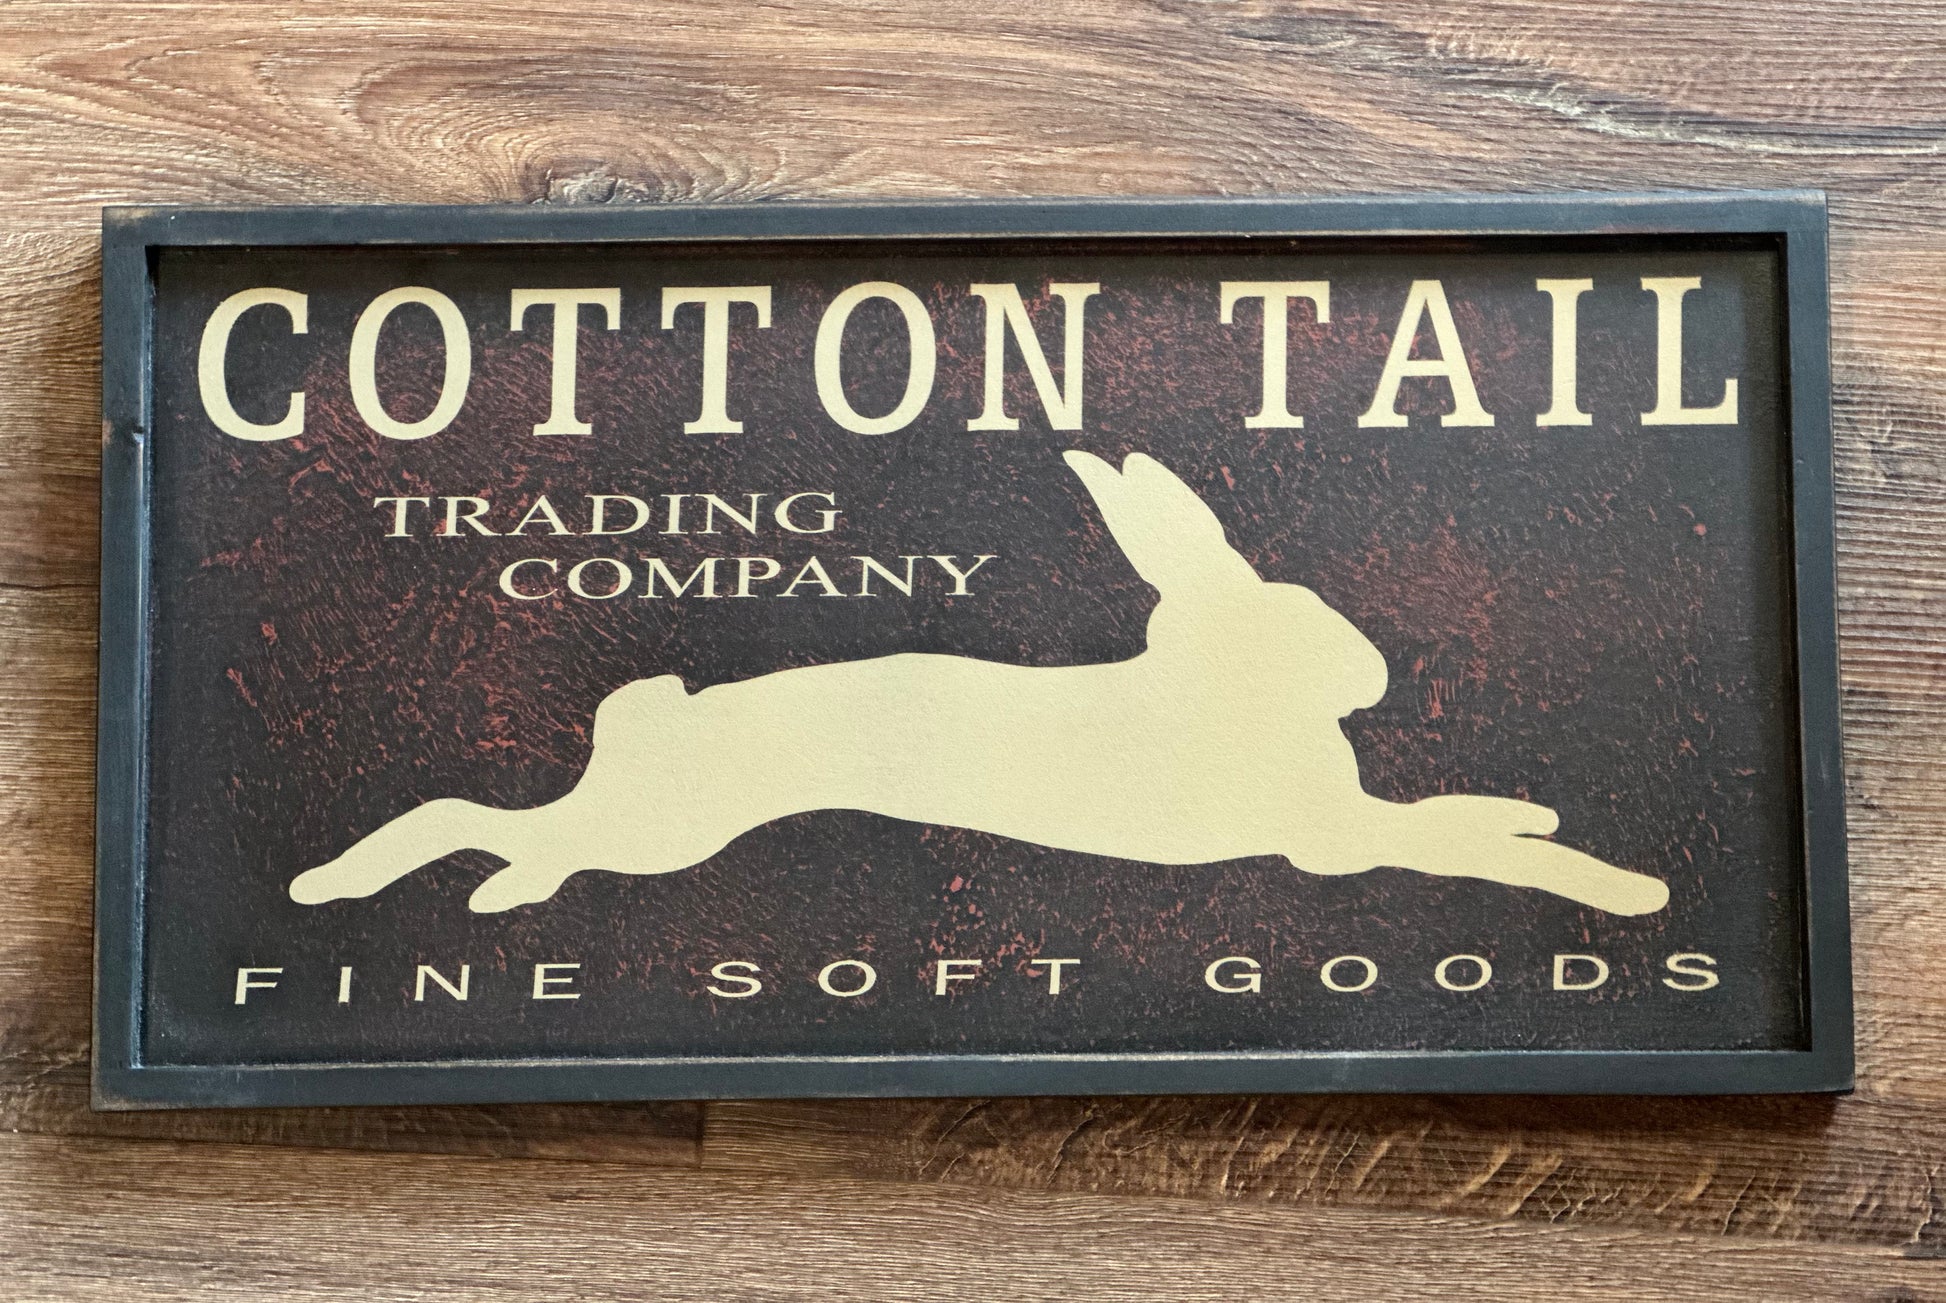 COTTON TAIL
TRADING
COMPANY
FINE SOFT GOODS